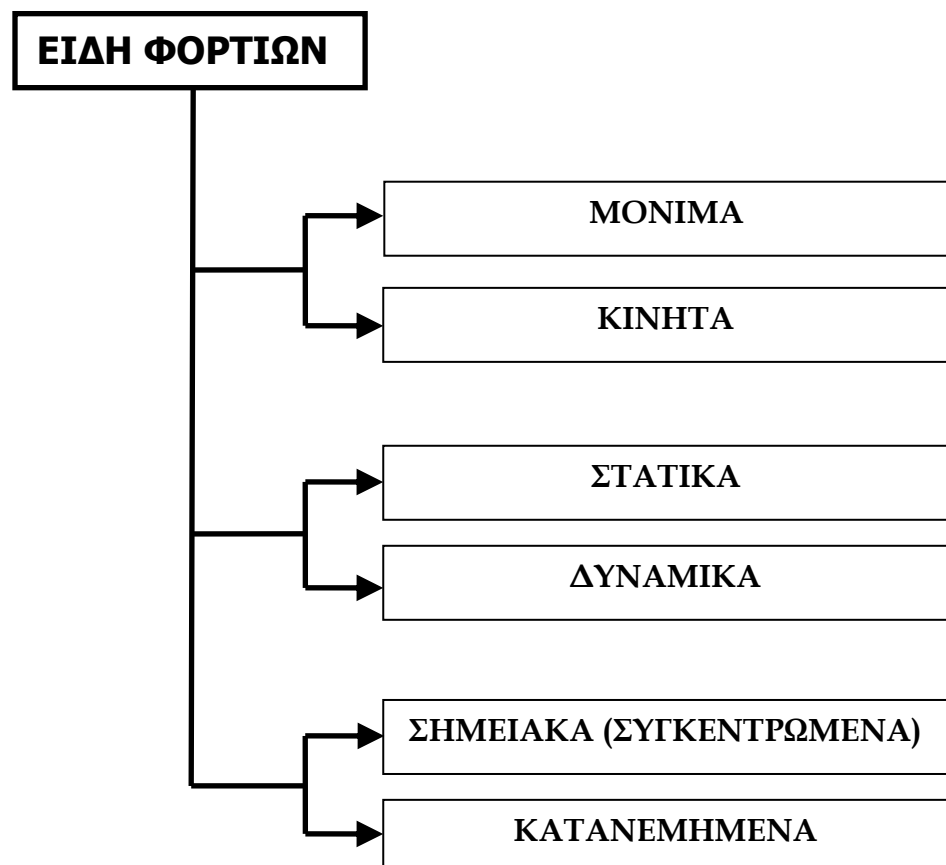 ΕΙΔΗ ΦΟΡΤΙΩΝ
ΜΟΝΙΜΑ
ΚΙΝΗΤΑ
ΣΤΑΤΙΚΑ
ΔΥΝΑΜΙΚΑ
ΣΗΜΕΙΑΚΑ (ΣΥΓΚΕΝΤΡΩΜΕΝΑ)
ΚΑΤΑΝΕΜΗΜΕΝΑ